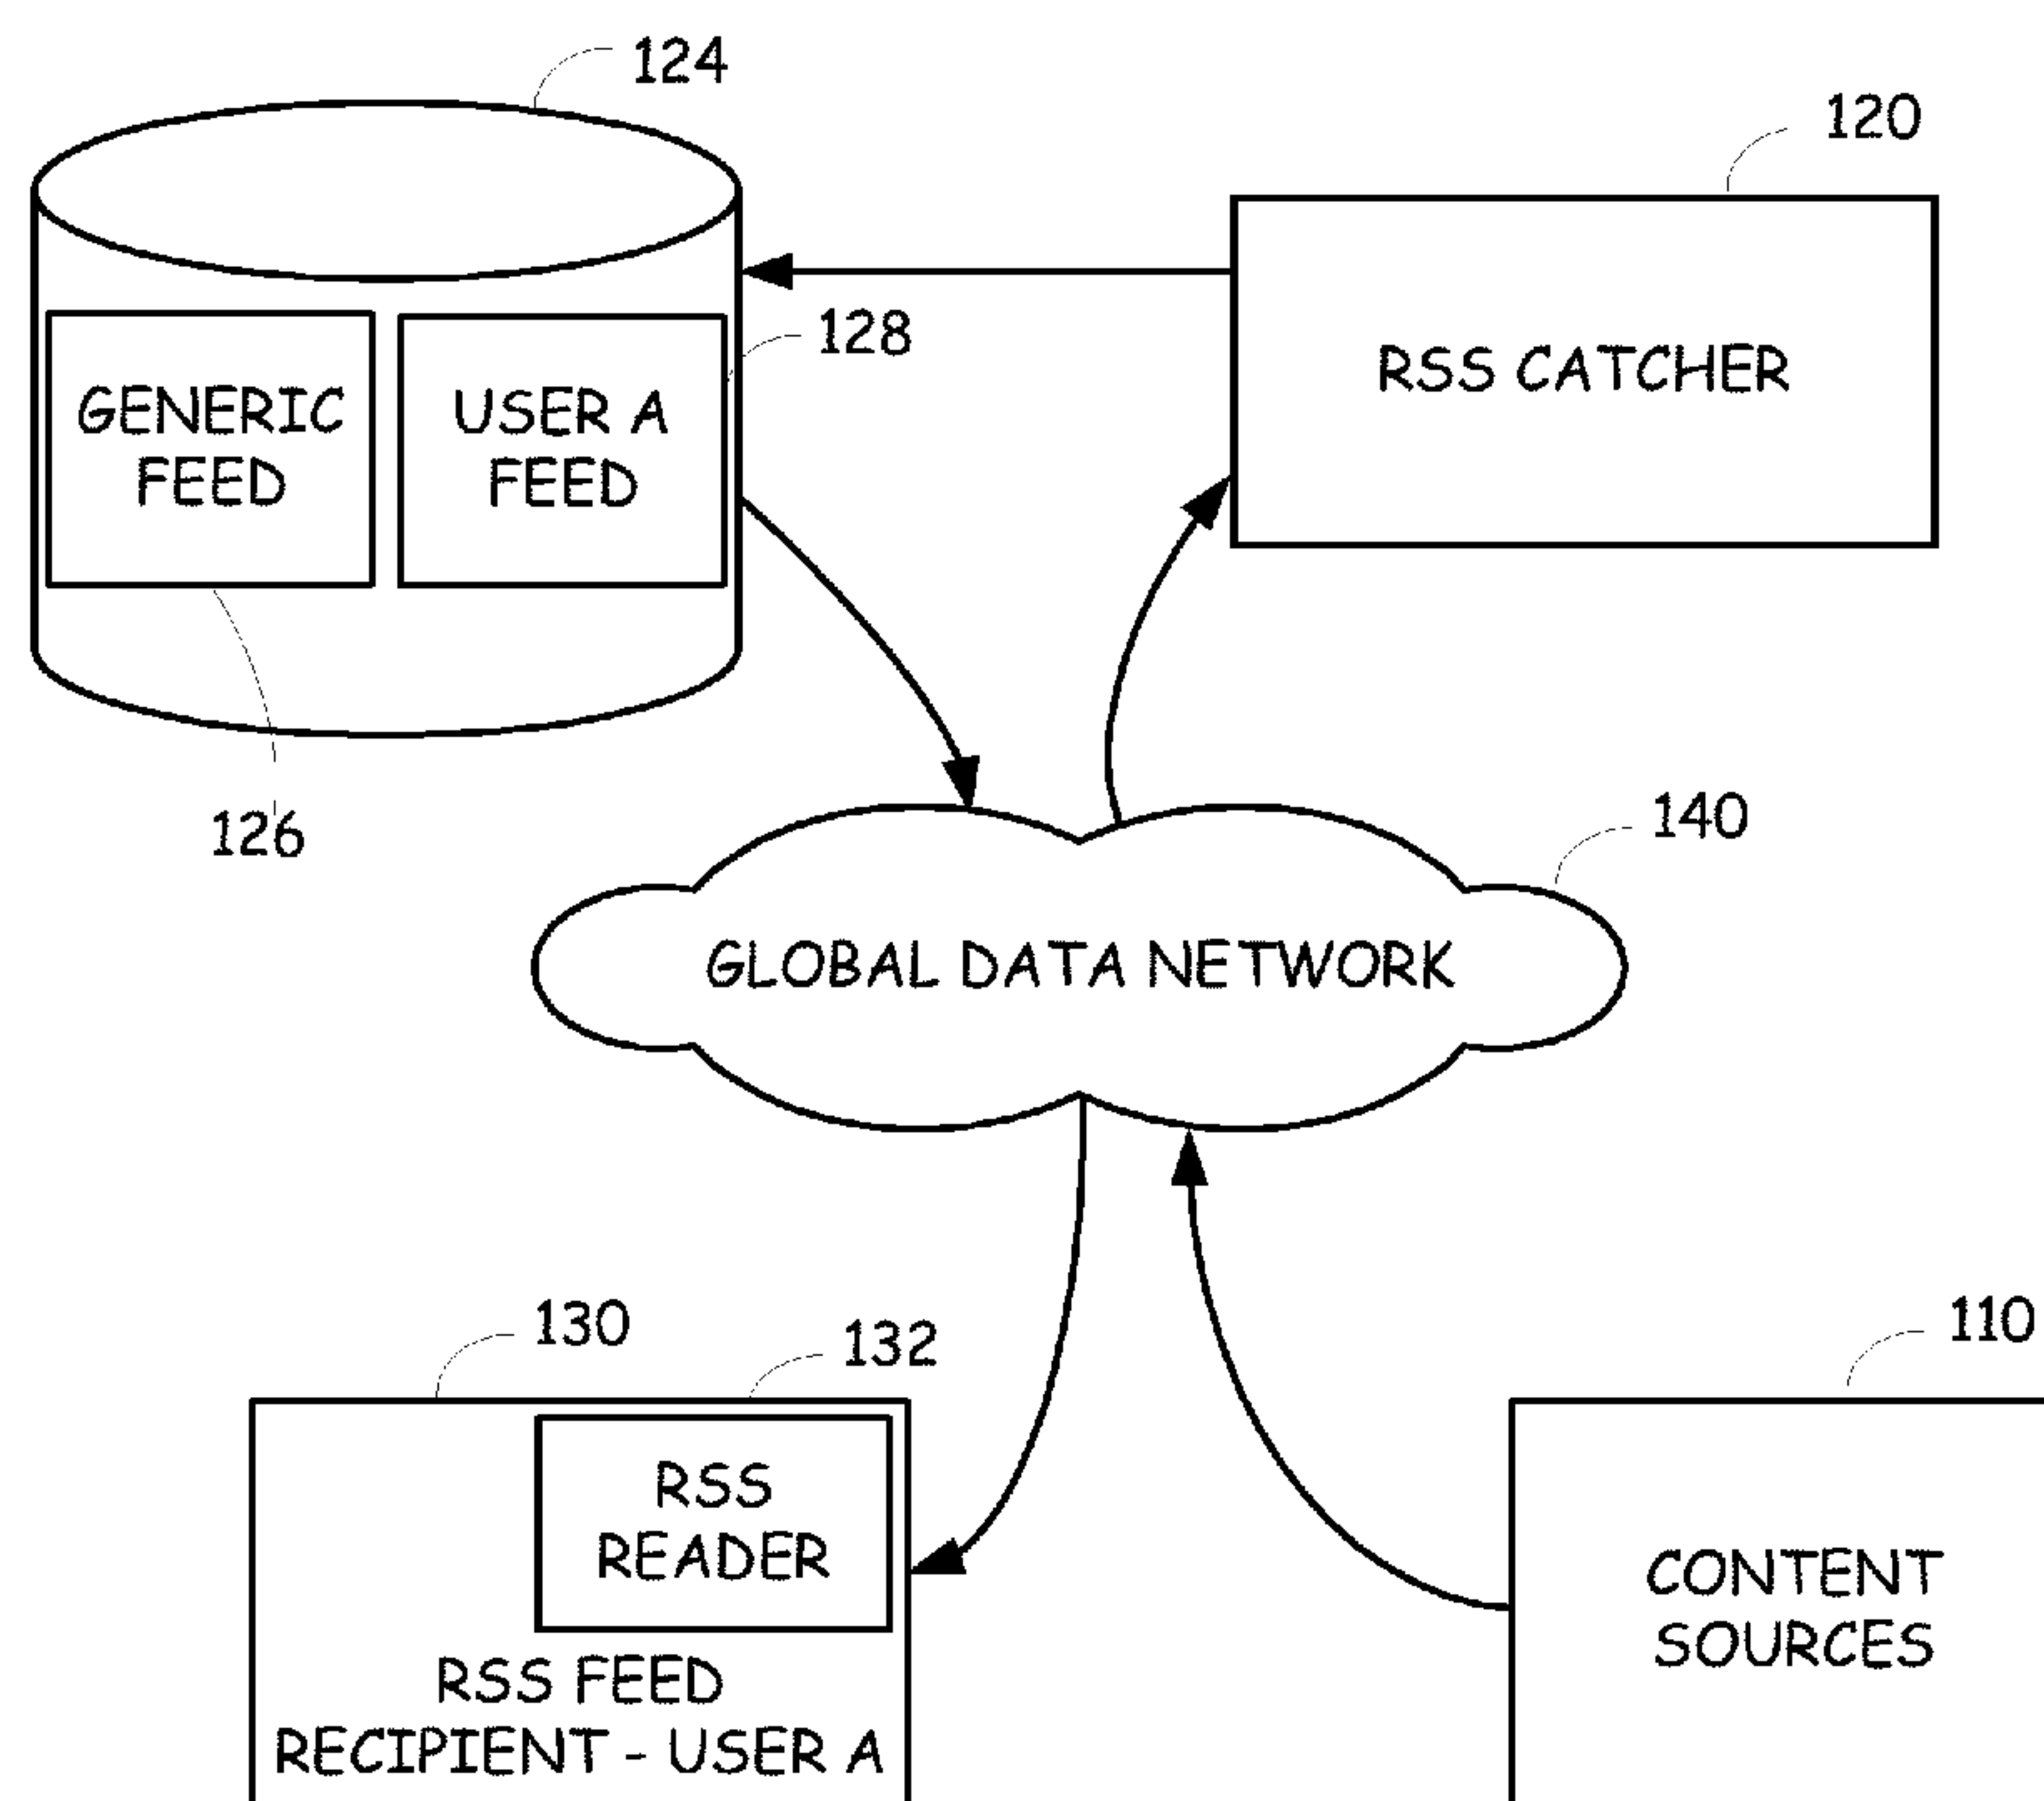 124
120
128
GENERIC
FEED
USER A
FEED
RSS CATCHER
126
140
GLOBAL DATA NETWORK
130
132
110
RSS
READER
RSS FEED
RECIPIENT - USER A
CONTENT
SOURCES